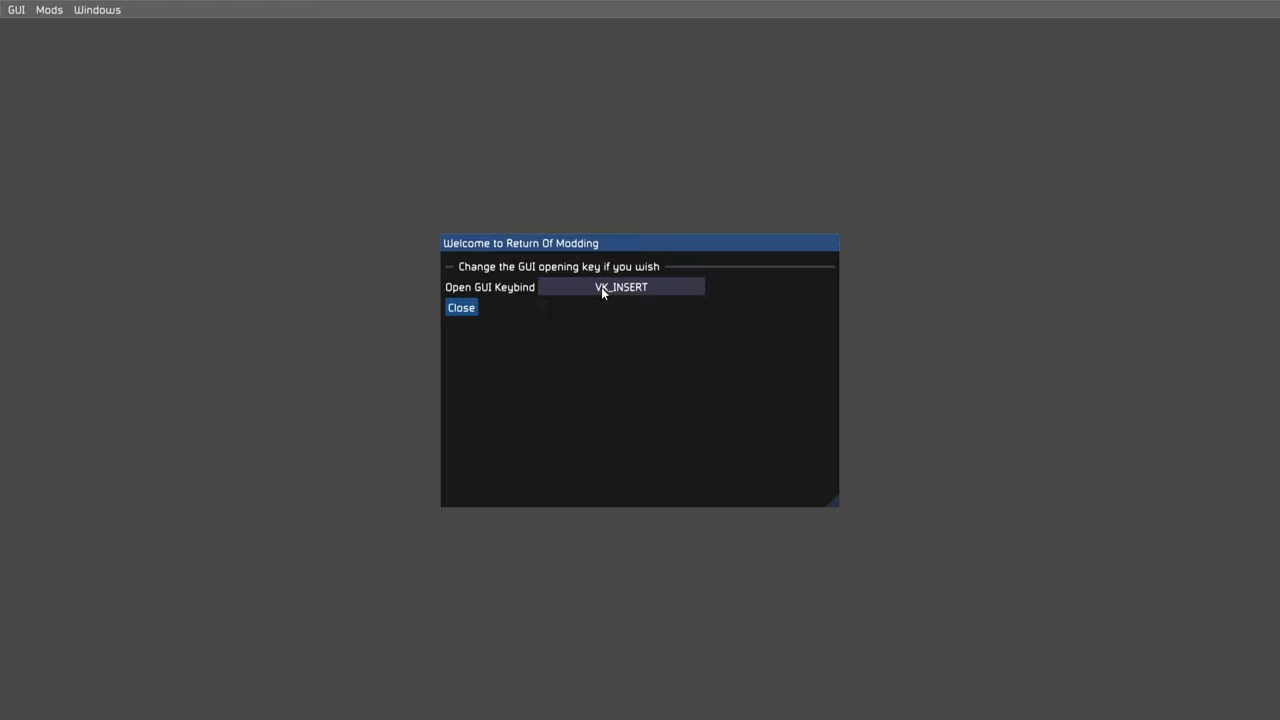 GUI Mods Windows
Welcome to Return Of Modding
Change the GUI opening key if you wish
Open GUI Keybind VK_INSERT
Close